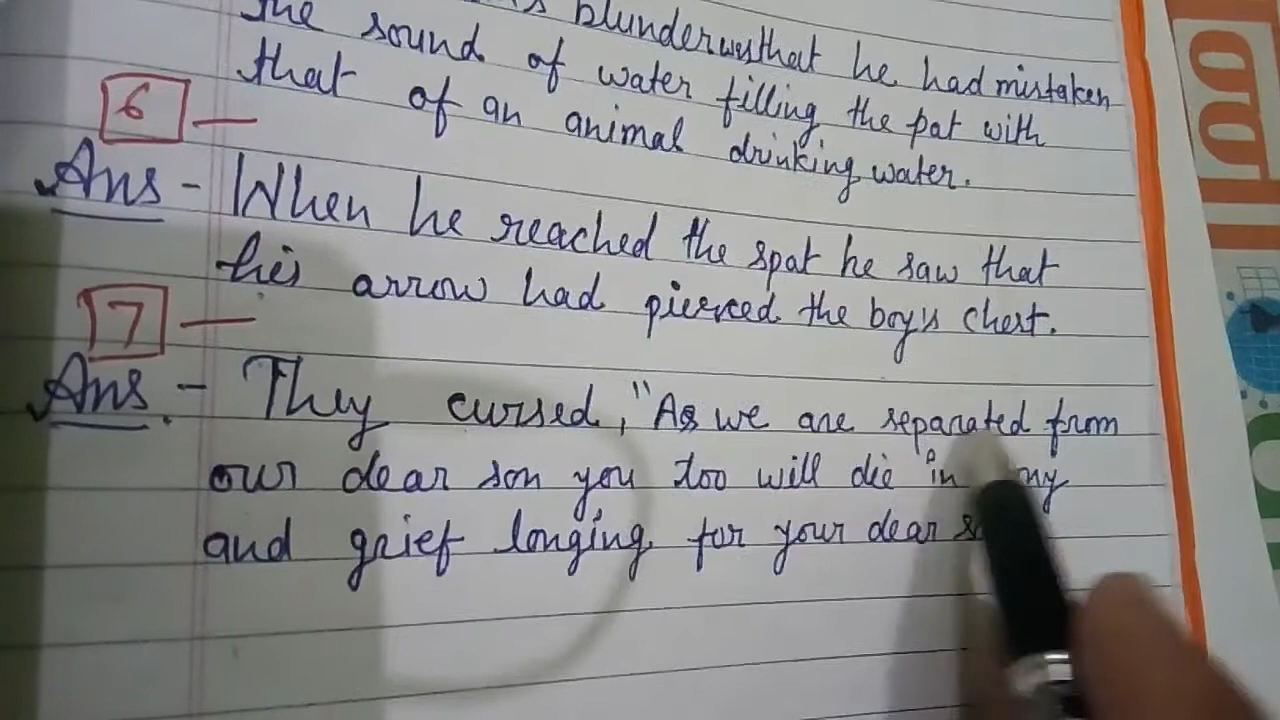 blunder was that he had mistaken
the sound of water filling the pat with
that of an animal drinking water.
6 —
Ans - When he reached the spat he saw that
his arrow had pierced the boy's chest.
7 —
Ans. - They cursed, "As we are separated from
our dear son you too will die in
and grief longing for your dear